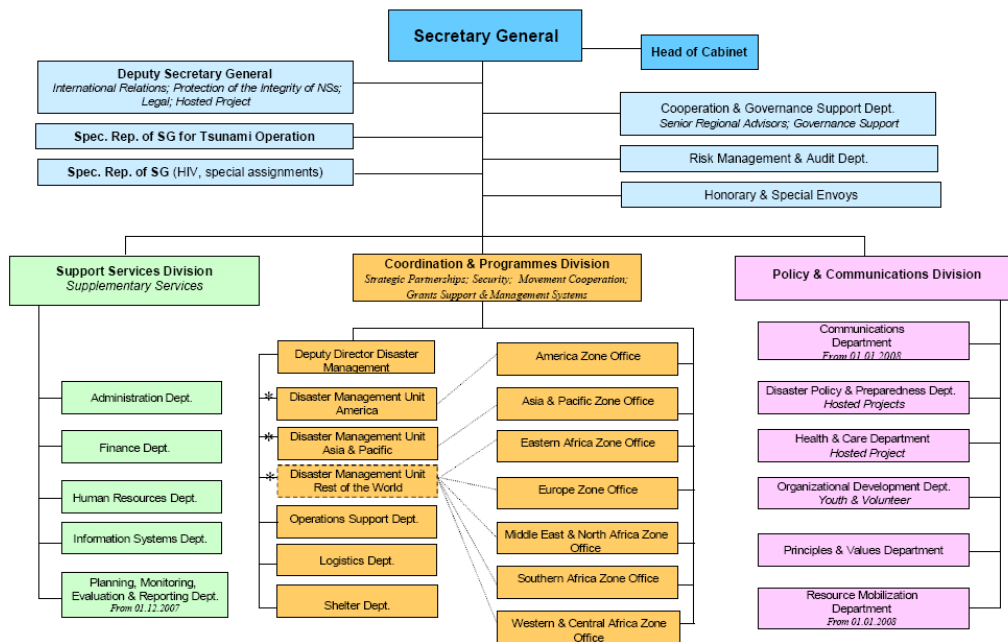 Secretary General
Head of Cabinet
Deputy Secretary General
International Relations; Protection of the Integrity of NSs;
Legal; Hosted Project
Spec. Rep. of SG for Tsunami Operation
Spec. Rep. of SG (HIV, special assignments)
Cooperation & Governance Support Dept.
Senior Regional Advisors; Governance Support
Risk Management & Audit Dept.
Honorary & Special Envoys
Support Services Division
Supplementary Services
Administration Dept.
Finance Dept.
Human Resources Dept.
Information Systems Dept.
Planning, Monitoring,
Evaluation & Reporting Dept.
From 01.12.2007
Coordination & Programmes Division
Strategic Partnerships; Security; Movement Cooperation;
Grants Support & Management Systems
Deputy Director Disaster
Management
*
Disaster Management Unit
America
*
Disaster Management Unit
Asia & Pacific
*
Disaster Management Unit
Rest of the World
Operations Support Dept.
Logistics Dept.
Shelter Dept.
America Zone Office
Asia & Pacific Zone Office
Eastern Africa Zone Office
Europe Zone Office
Middle East & North Africa Zone
Office
Southern Africa Zone Office
Western & Central Africa Zone
Office
Policy & Communications Division
Communications
Department
From 01.01.2008
Disaster Policy & Preparedness Dept.
Hosted Projects
Health & Care Department
Hosted Project
Organizational Development Dept.
Youth & Volunteer
Principles & Values Department
Resource Mobilization
Department
From 01.01.2008